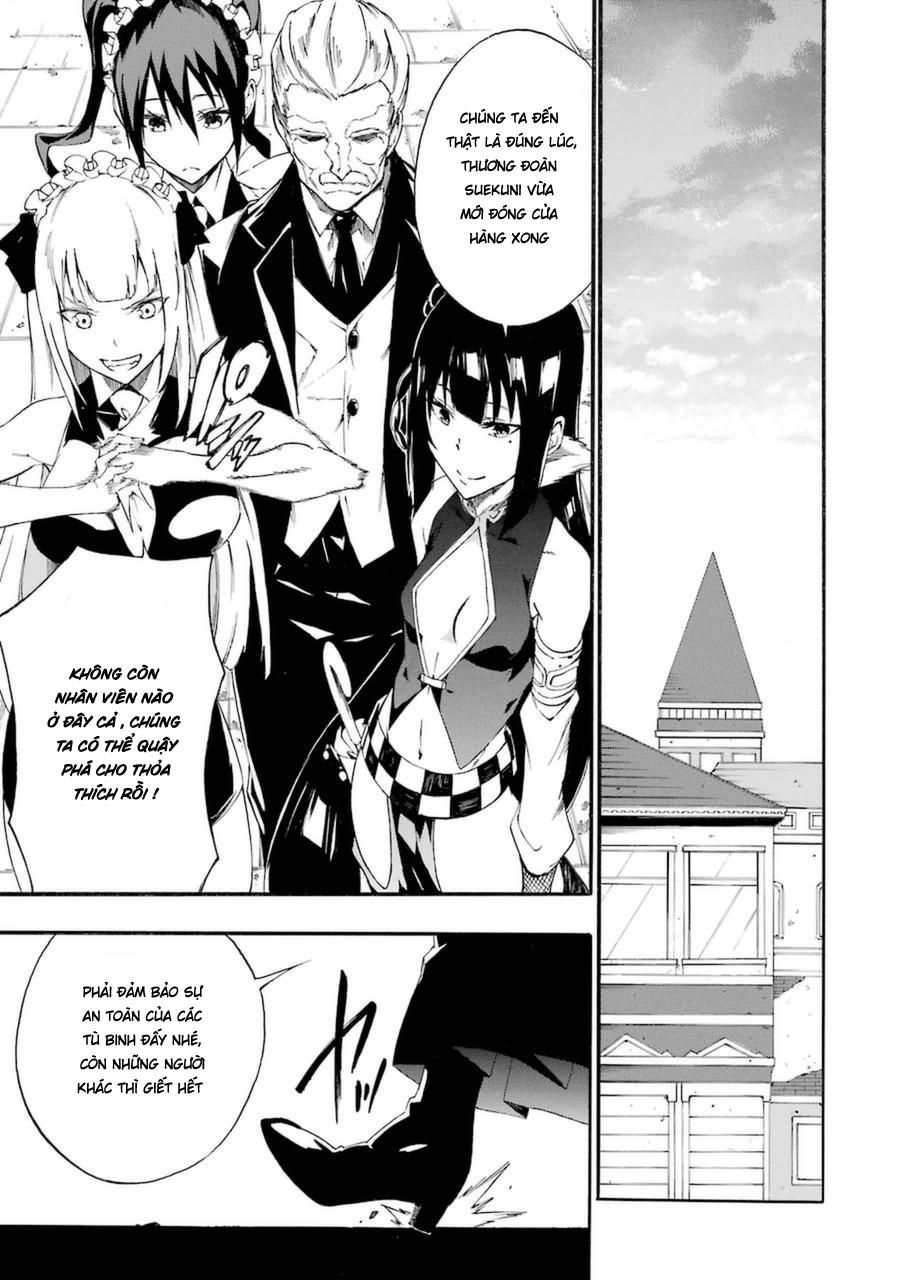 CHÚNG TA ĐẾN
THẬT LÀ ĐÚNG LÚC,
THƯƠNG ĐOÀN
SUEKUNI VỪA
MỚI ĐÓNG CỬA
HÀNG XONG
KHÔNG CÒN
NHÂN VIÊN NÀO
Ở ĐÂY CẢ , CHÚNG
TA CÓ THỂ QUẬY
PHÁ CHO THỎA
THÍCH RỒI !
PHẢI ĐẢM BẢO SỰ
AN TOÀN CỦA CÁC
TÙ BINH ĐẤY NHÉ,
CÒN NHỮNG NGƯỜI
KHÁC THÌ GIẾT HẾT